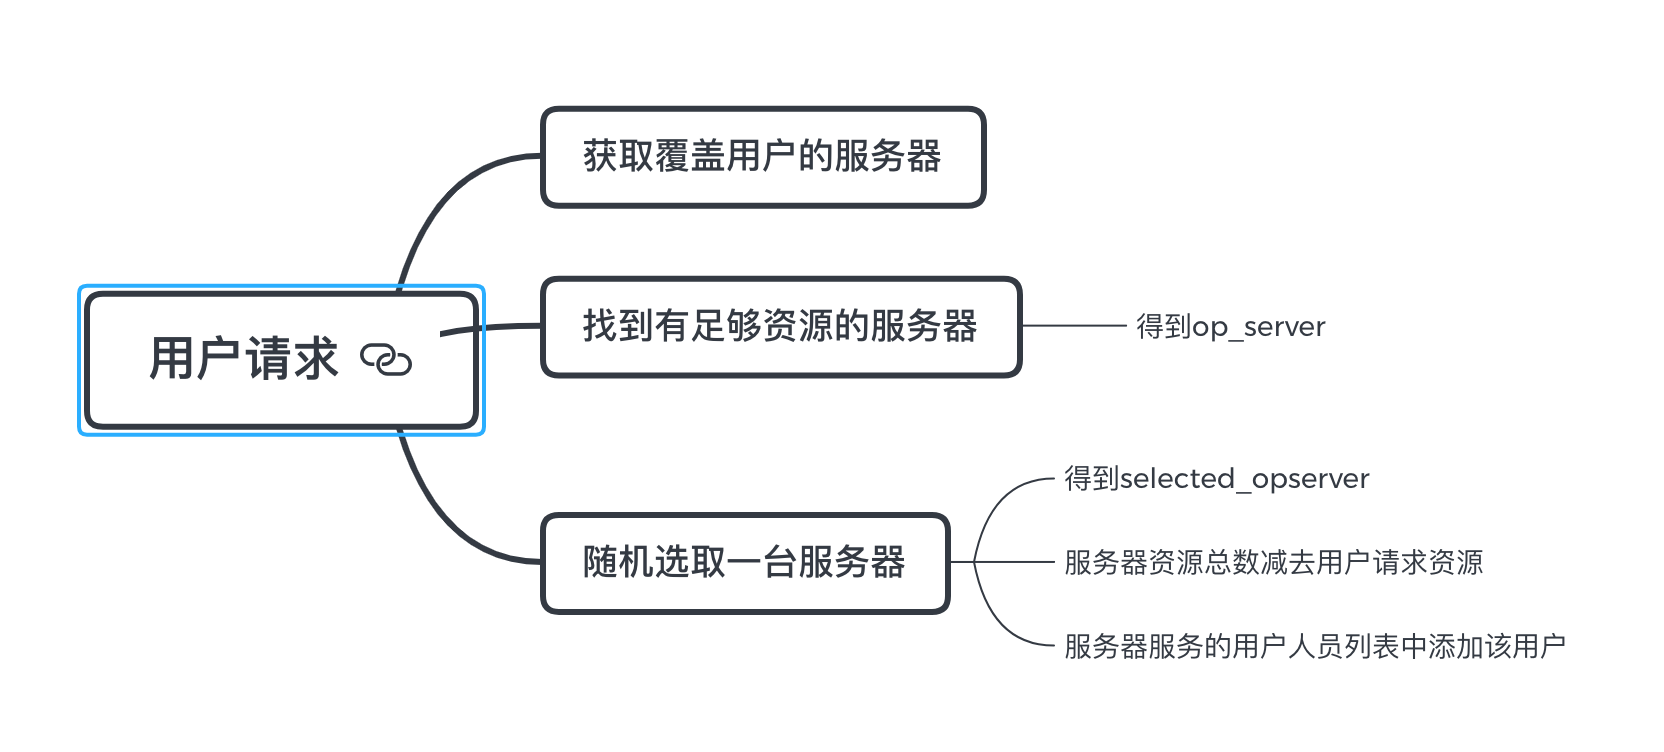 获取覆盖用户的服务器
用户请求
找到有足够资源的服务器
得到op_server
随机选取一台服务器
得到selected_opserver
服务器资源总数减去用户请求资源
服务器服务的用户人员列表中添加该用户